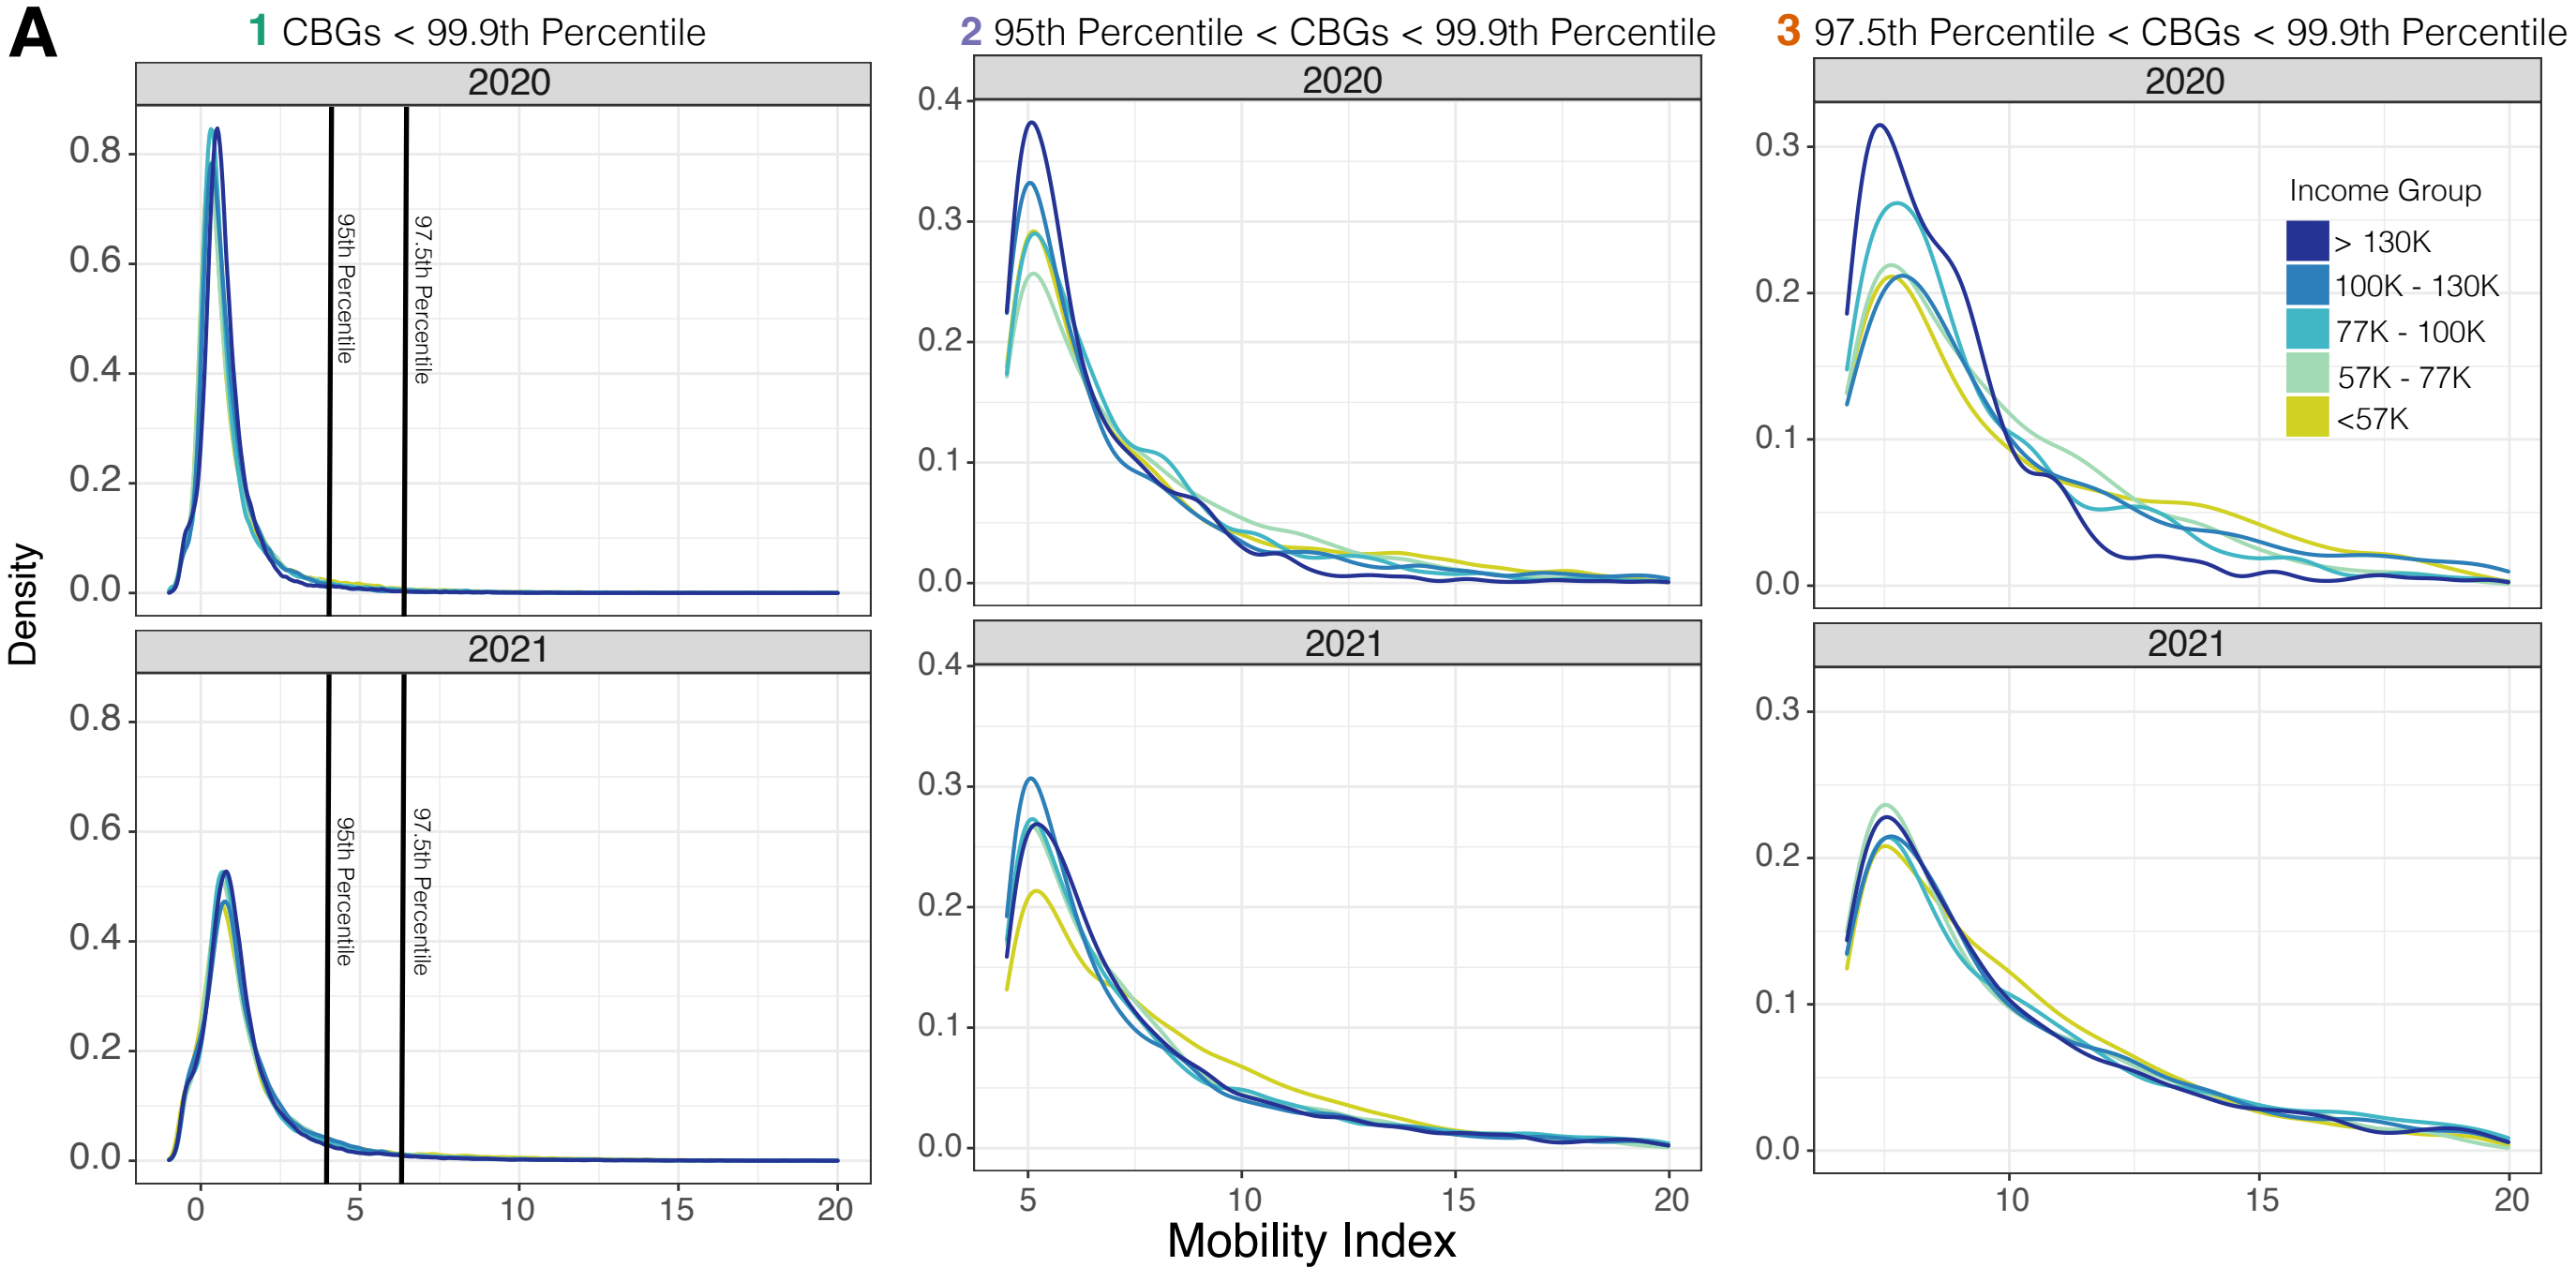 A
1 CBGs < 99.9th Percentile
2 95th Percentile < CBGs < 99.9th Percentile
3 97.5th Percentile < CBGs < 99.9th Percentile
2020
0.8
0.6
0.4
0.2
0.0
95th Percentile
97.5th Percentile
2020
0.4
0.3
0.2
0.1
0.0
2020
0.3
0.2
0.1
0.0
Income Group
> 130K
100K - 130K
77K - 100K
57K - 77K
<57K
Density
2021
0.8
0.6
0.4
0.2
0.0
95th Percentile
97.5th Percentile
0
5
10
15
20
2021
0.4
0.3
0.2
0.1
0.0
5
10
15
20
2021
0.3
0.2
0.1
0.0
10
15
20
Mobility Index